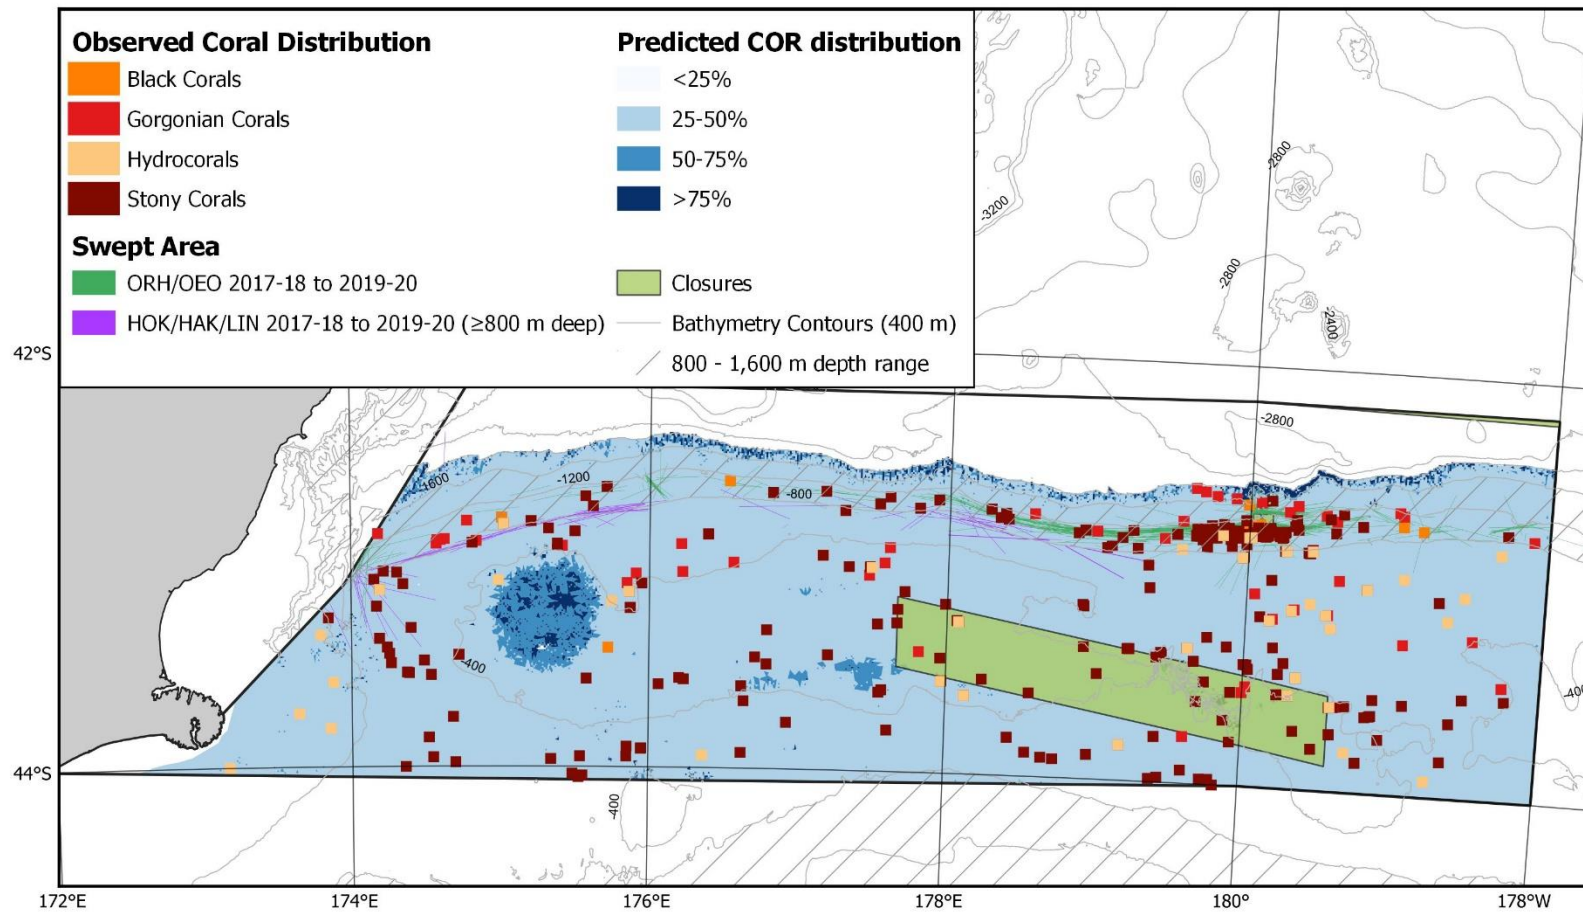 Observed Coral Distribution
Black Corals
Gorgonian Corals
Hydrocorals
Stony Corals
Swept Area
ORH/OEO 2017-18 to 2019-20
HOK/HAK/LIN 2017-18 to 2019-20 (≥800 m deep)
Predicted COR distribution
<25%
25-50%
50-75%
>75%
Closures
Bathymetry Contours (400 m)
800 - 1,600 m depth range
-2800
-3200
-2800
-2400
42°S
-2800
-1600
-1200
-800
-400
-400
44°S
-400
172°E
174°E
176°E
178°E
180°
178°W